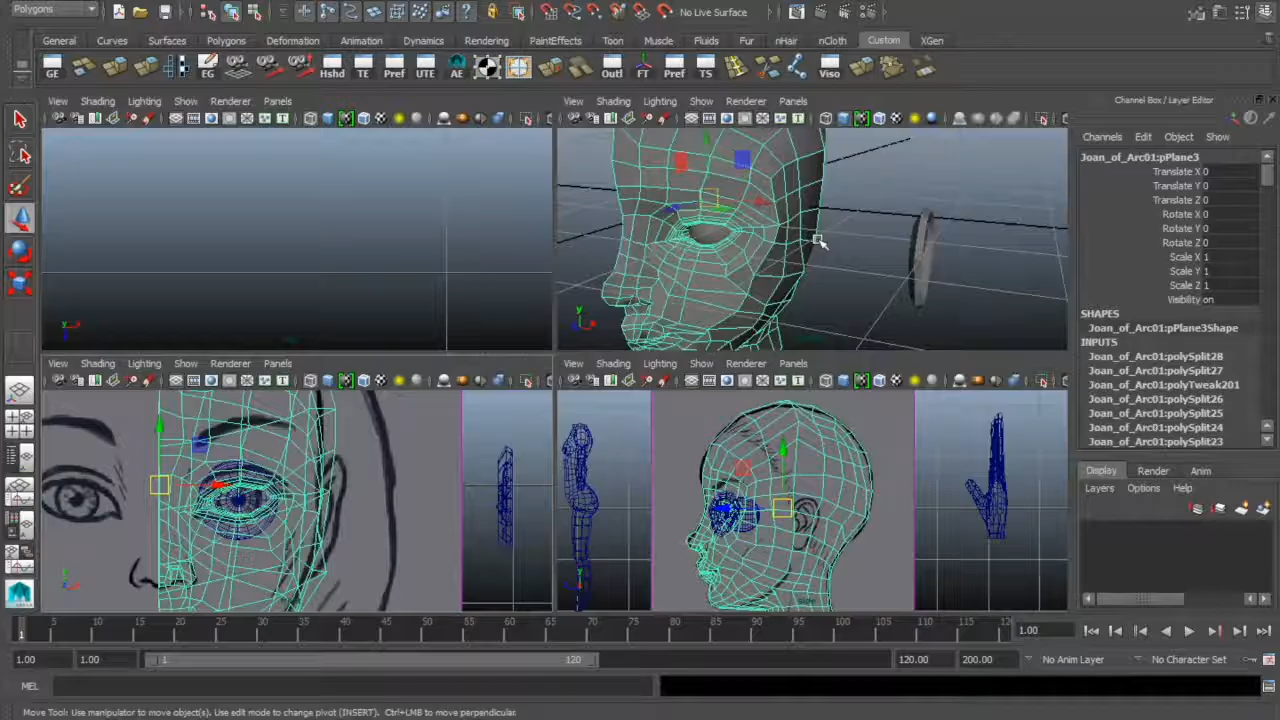 Polygons
No Live Surface
General Curves Surfaces Polygons Deformation Animation Dynamics Rendering PaintEffects Toon Muscle Fluids Fur nHair nCloth Custom XGen
GE EG Hshd TE Pref UTE AE Outl FT Pref TS Viso
View Shading Lighting Show Renderer Panels
View Shading Lighting Show Renderer Panels
Channel Box / Layer Editor
Channels Edit Object Show
Joan_of_Arc01:pPlane3
Translate X 0
Translate Y 0
Translate Z 0
Rotate X 0
Rotate Y 0
Rotate Z 0
Scale X 1
Scale Y 1
Scale Z 1
Visibility on
SHAPES
Joan_of_Arc01:pPlane3Shape
INPUTS
Joan_of_Arc01:polySplit28
Joan_of_Arc01:polySplit27
Joan_of_Arc01:polyTweak201
Joan_of_Arc01:polySplit26
Joan_of_Arc01:polySplit25
Joan_of_Arc01:polySplit24
Joan_of_Arc01:polySplit23
View Shading Lighting Show Renderer Panels
View Shading Lighting Show Renderer Panels
Display Render Anim
Layers Options Help
1 5 10 15 20 25 30 35 40 45 50 55 60 65 70 75 80 85 90 95 100 105 110 115 12
1.00
1.00 1.00 1 120 120.00 200.00 No Anim Layer No Character Set
MEL
Move Tool: Use manipulator to move object(s). Use edit mode to change pivot (INSERT). Ctrl+LMB to move perpendicular.